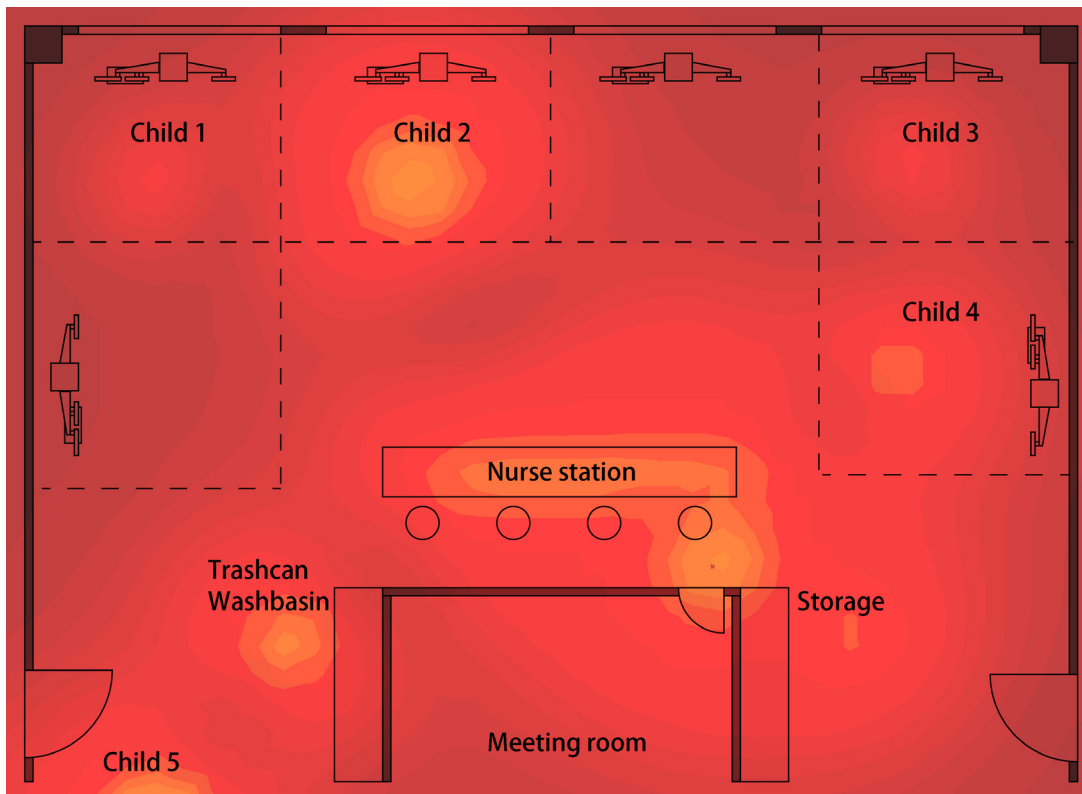 Child 1
Child 2
Child 3
Child 4
Nurse station
Trashcan
Washbasin
Storage
Meeting room
Child 5